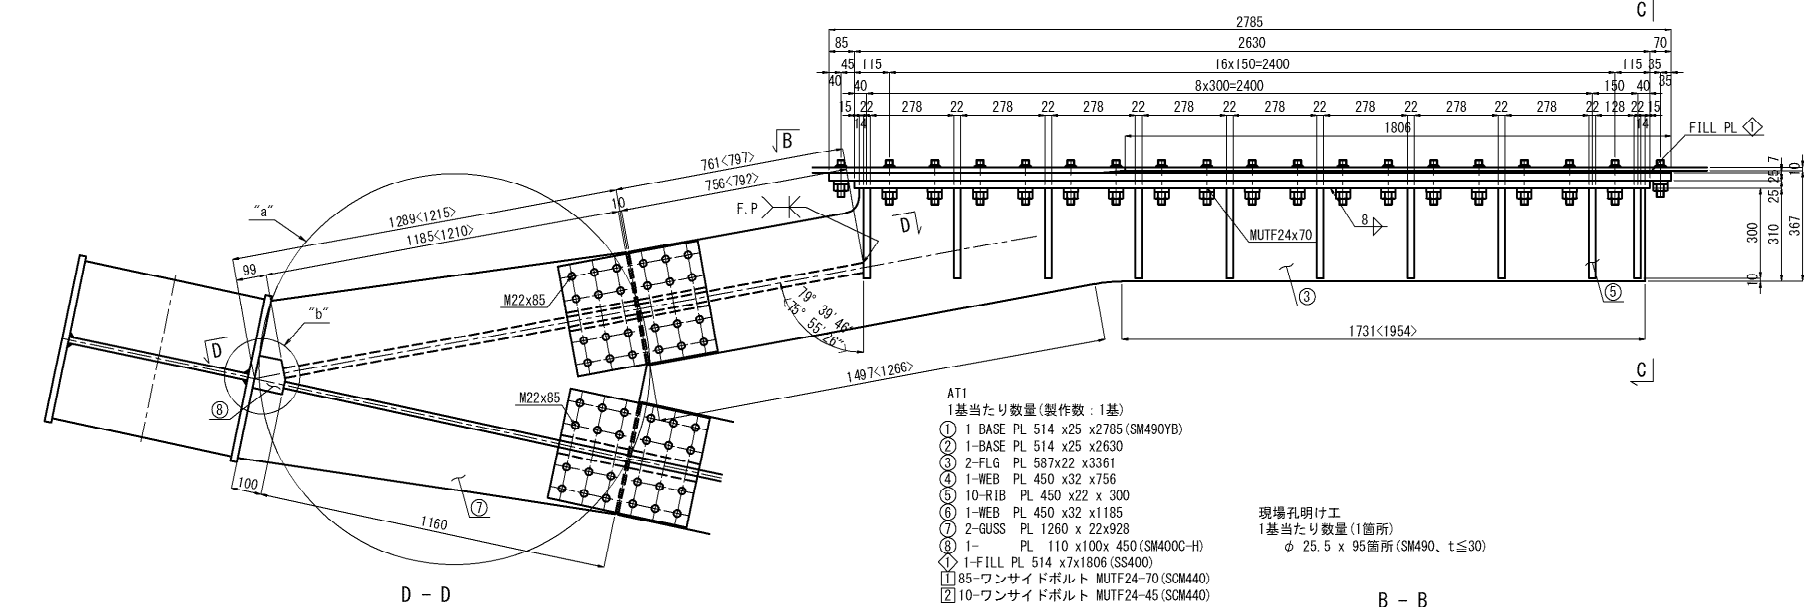 C
2785
85
2630
70
45
115
16x150=2400
115
35
40
35
40
8x300=2400
150
40
15
22
278
22
278
22
278
22
278
22
278
22
278
22
278
22
278
22
128
22
15
14
14
1806
FILL PL 1
B
761<797>
756<792>
7
10
25
25
"a"
1289<1215>
10
F.P
D
8
1185<1210>
MUTF24x70
300
310
367
99
10
M22x85
79° 39' 46"
<75° 55' 26">
3
5
"b"
1731<1954>
D
1497<1266>
C
8
M22x85
AT1
1基当たり数量(製作数：1基)
① 1 BASE PL 514 x25 x2785(SM490YB)
② 1-BASE PL 514 x25 x2630
③ 2-FLG PL 587x22 x3361
④ 1-WEB PL 450 x32 x756
⑤ 10-RIB PL 450 x22 x 300
⑥ 1-WEB PL 450 x32 x1185
⑦ 2-GUSS PL 1260 x 22x928
⑧ 1- PL 110 x100x 450(SM400C-H)
1 1-FILL PL 514 x7x1806(SS400)
1 85-ワンサイドボルト MUTF24-70(SCM440)
2 10-ワンサイドボルト MUTF24-45(SCM440)
現場孔明け工
1基当たり数量(1箇所)
φ 25.5 x 95箇所(SM490、t≦30)
100
7
1160
D - D
B - B